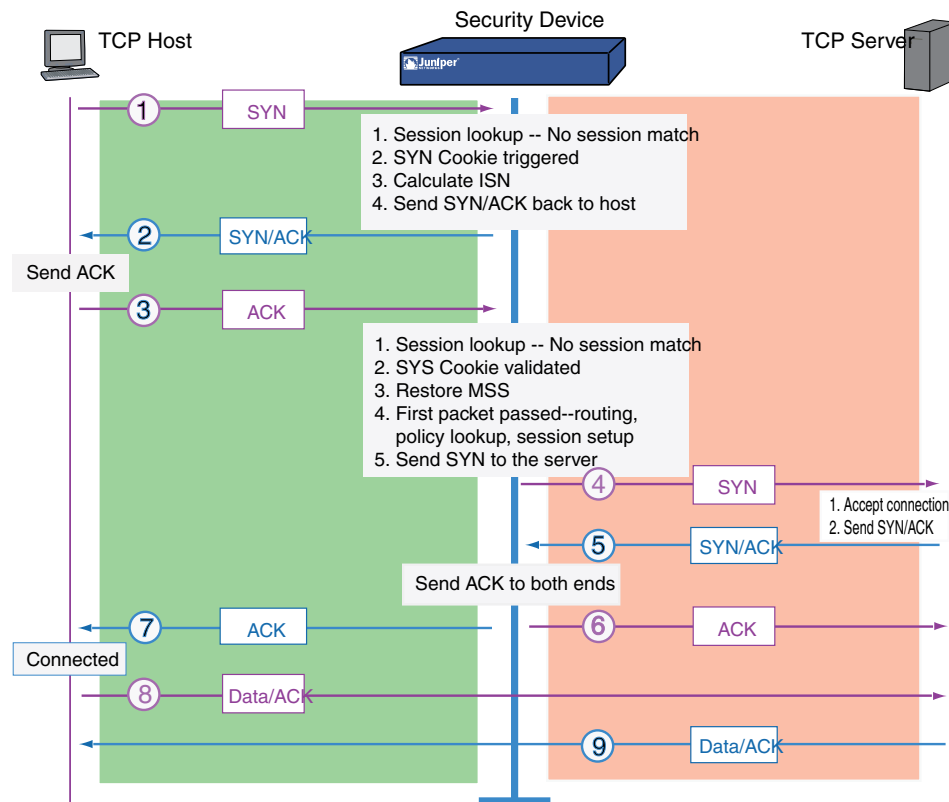 Security Device
TCP Host
TCP Server
Juniper
NETWORKS
1
SYN
1. Session lookup -- No session match
2. SYN Cookie triggered
3. Calculate ISN
4. Send SYN/ACK back to host
2
SYN/ACK
Send ACK
3
ACK
1. Session lookup -- No session match
2. SYS Cookie validated
3. Restore MSS
4. First packet passed--routing,
policy lookup, session setup
5. Send SYN to the server
4
SYN
1. Accept connection
2. Send SYN/ACK
5
SYN/ACK
Send ACK to both ends
7
ACK
6
ACK
Connected
8
Data/ACK
9
Data/ACK